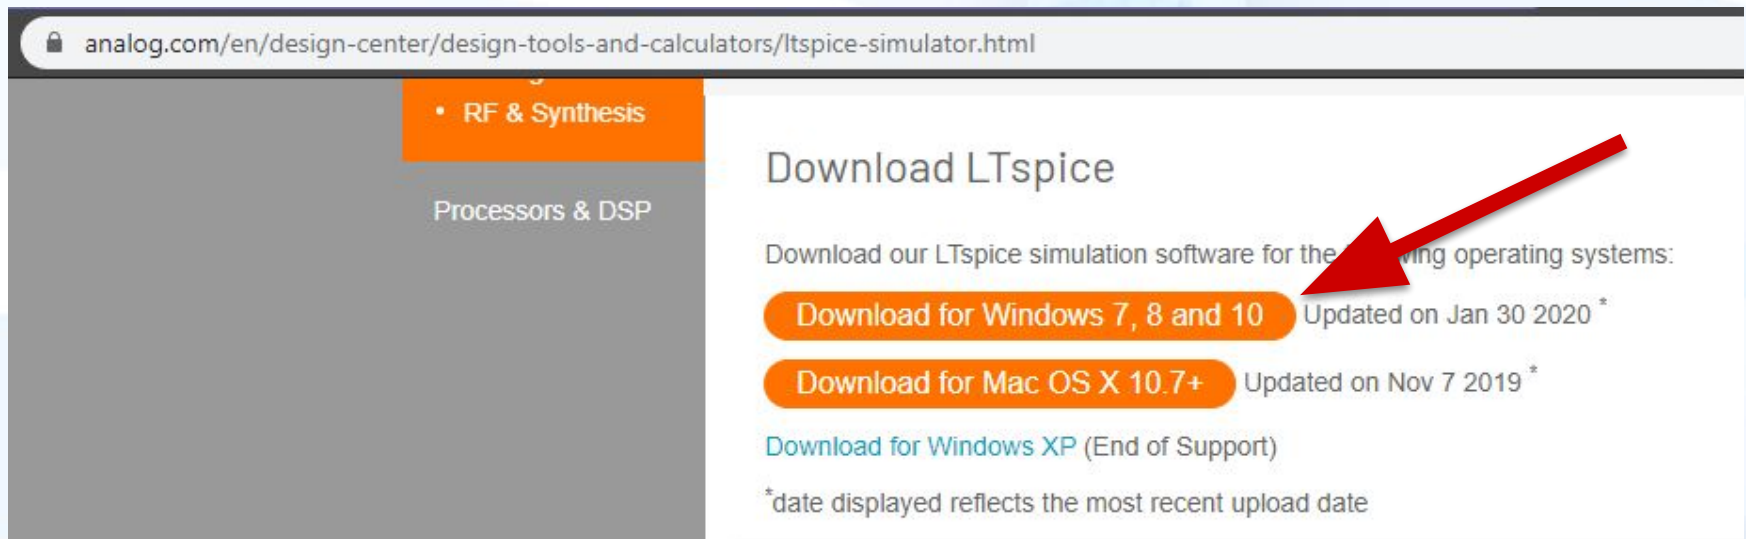 analog.com/en/design-center/design-tools-and-calculators/ltspice-simulator.html
• RF & Synthesis
Processors & DSP
Download LTspice
Download our LTspice simulation software for the operating systems:
Download for Windows 7, 8 and 10 Updated on Jan 30 2020 *
Download for Mac OS X 10.7+ Updated on Nov 7 2019 *
Download for Windows XP (End of Support)
*date displayed reflects the most recent upload date